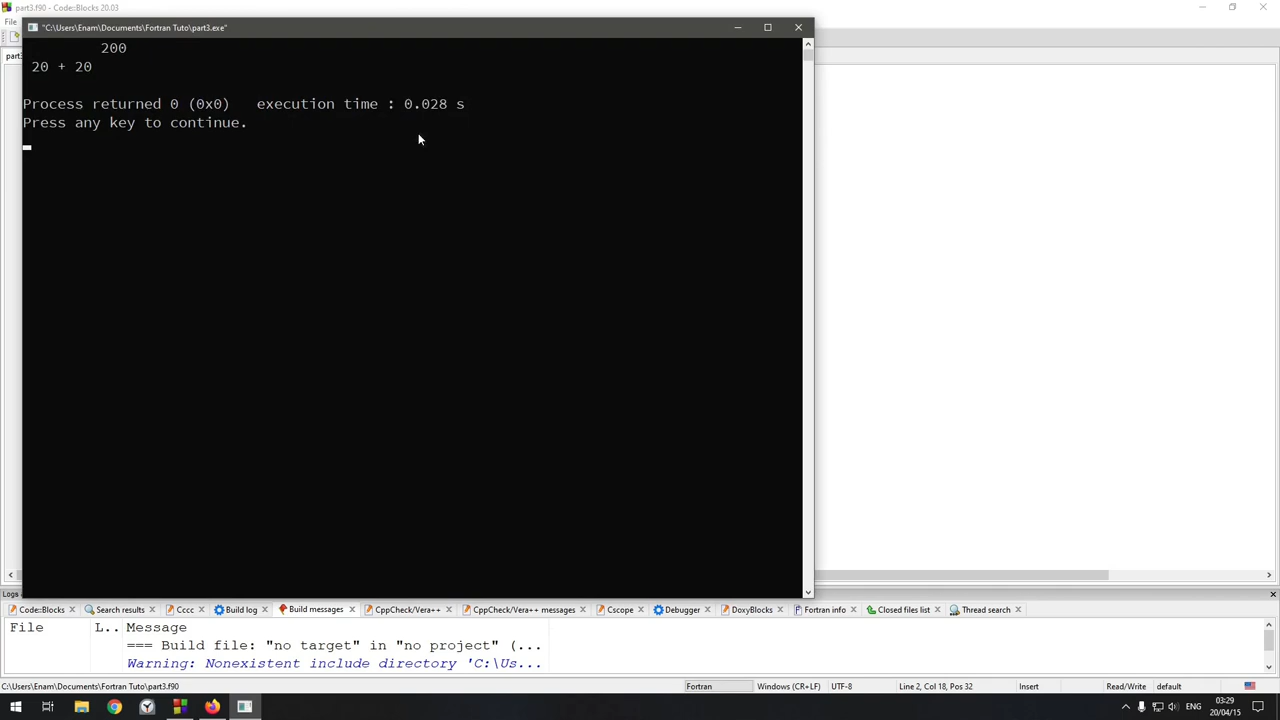 part3.f90 - Code::Blocks 20.03
File
part
"C:\Users\Enam\Documents\Fortran Tuto\part3.exe"
200
20 + 20
Process returned 0 (0x0)   execution time : 0.028 s
Press any key to continue.
Logs
Code::Blocks
Search results
Cccc
Build log
Build messages
CppCheck/Vera++
CppCheck/Vera++ messages
Cscope
Debugger
DoxyBlocks
Fortran info
Closed files list
Thread search
File L.. Message
=== Build file: "no target" in "no project" (...
Warning: Nonexistent include directory 'C:\Us...
C:\Users\Enam\Documents\Fortran Tuto\part3.f90
Fortran
Windows (CR+LF)
UTF-8
Line 2, Col 18, Pos 32
Insert
Read/Write
default
ENG
03:29
20/04/15